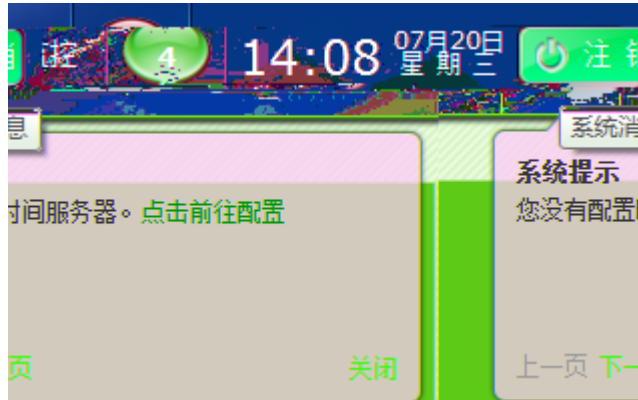 4
14:08
07月20日
星期三
注
息
系统消
系统提示
时间服务器。点击前往配置
您没有配置
页
关闭
上一页 下一